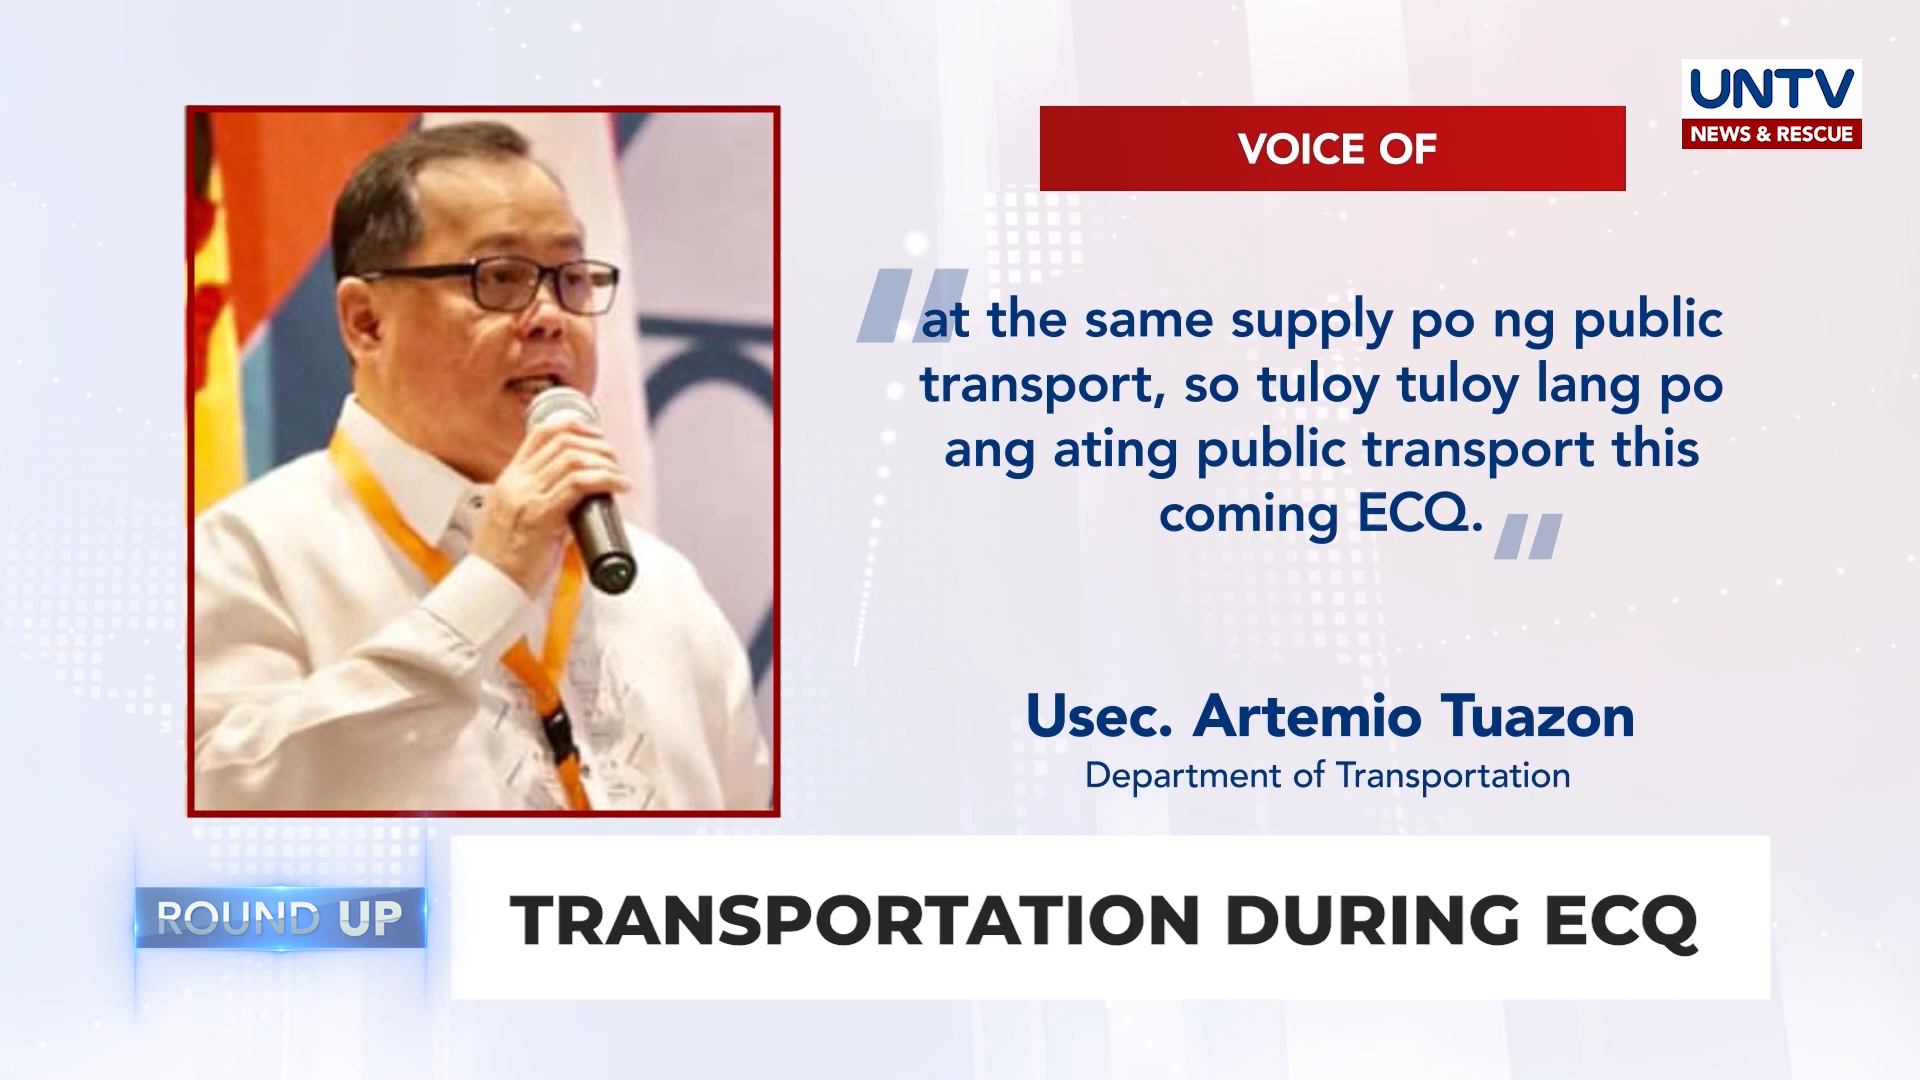 UNTV
NEWS & RESCUE
VOICE OF
at the same supply po ng public
transport, so tuloy tuloy lang po
ang ating public transport this
coming ECQ.
Usec. Artemio Tuazon
Department of Transportation
ROUND UP
TRANSPORTATION DURING ECQ